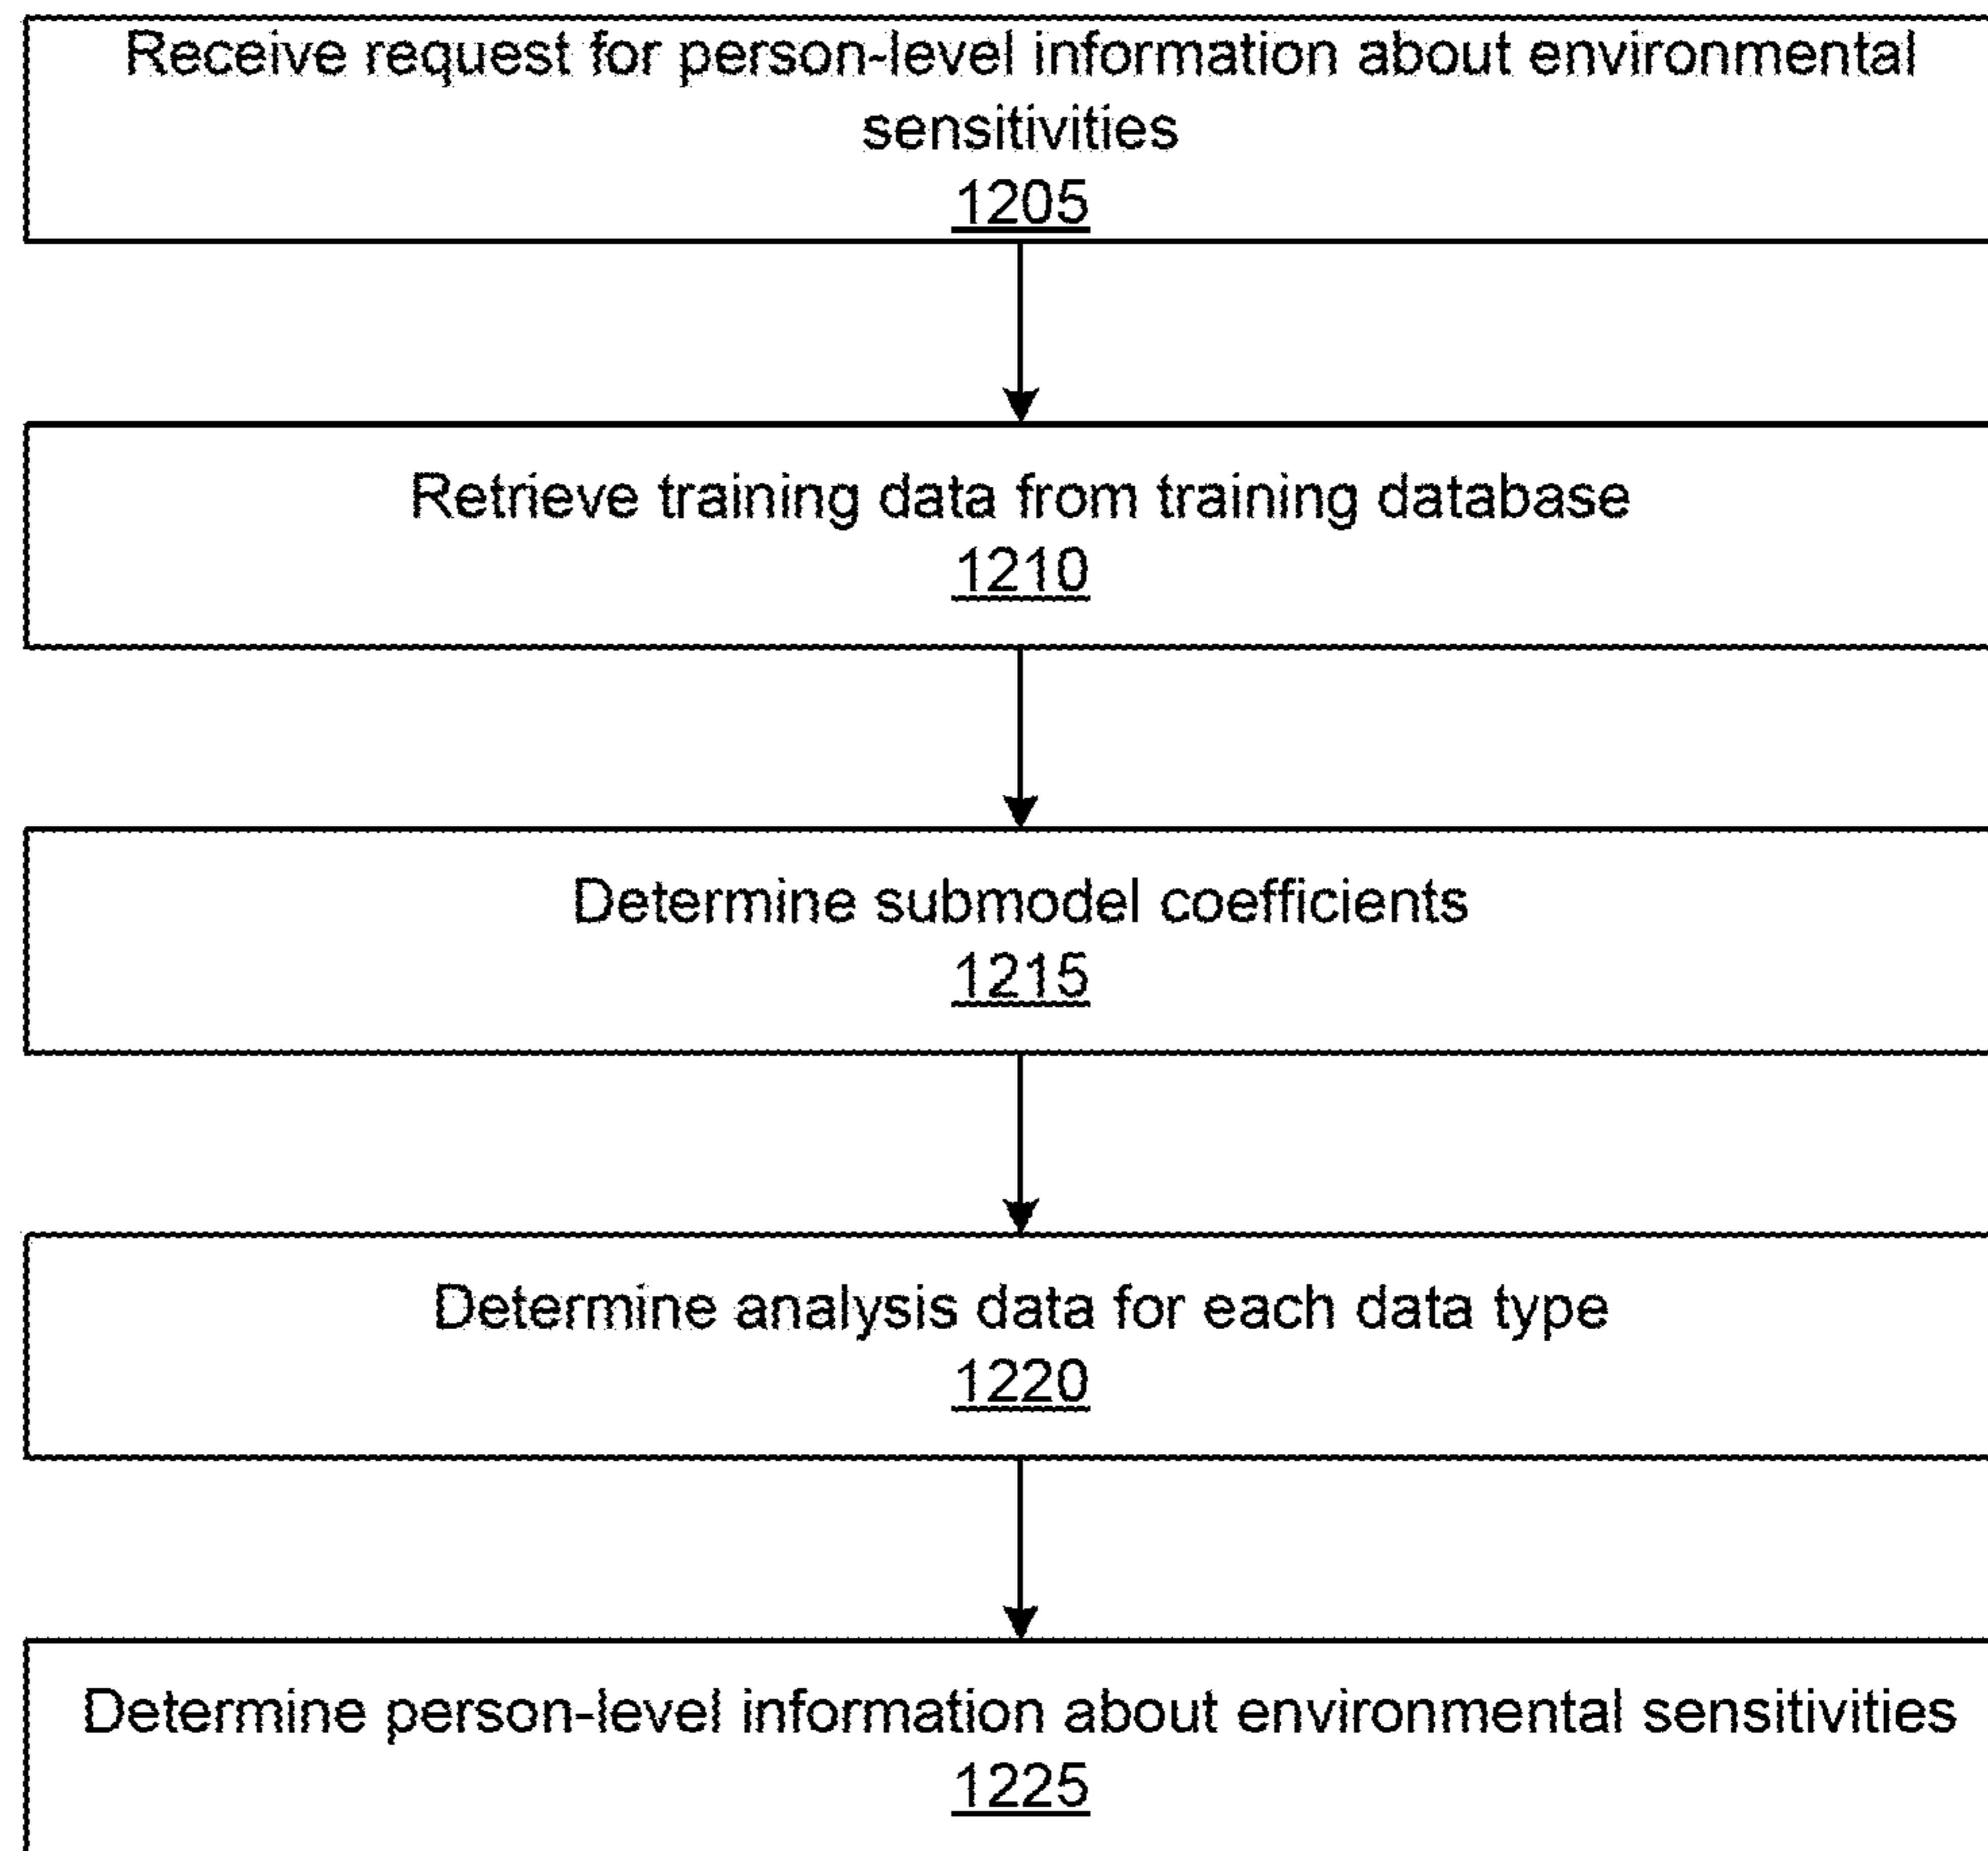 Receive request for person-level information about environmental
sensitivities
1205
Retrieve training data from training database
1210
Determine submodel coefficients
1215
Determine analysis data for each data type
1220
Determine person-level information about environmental sensitivities
1225